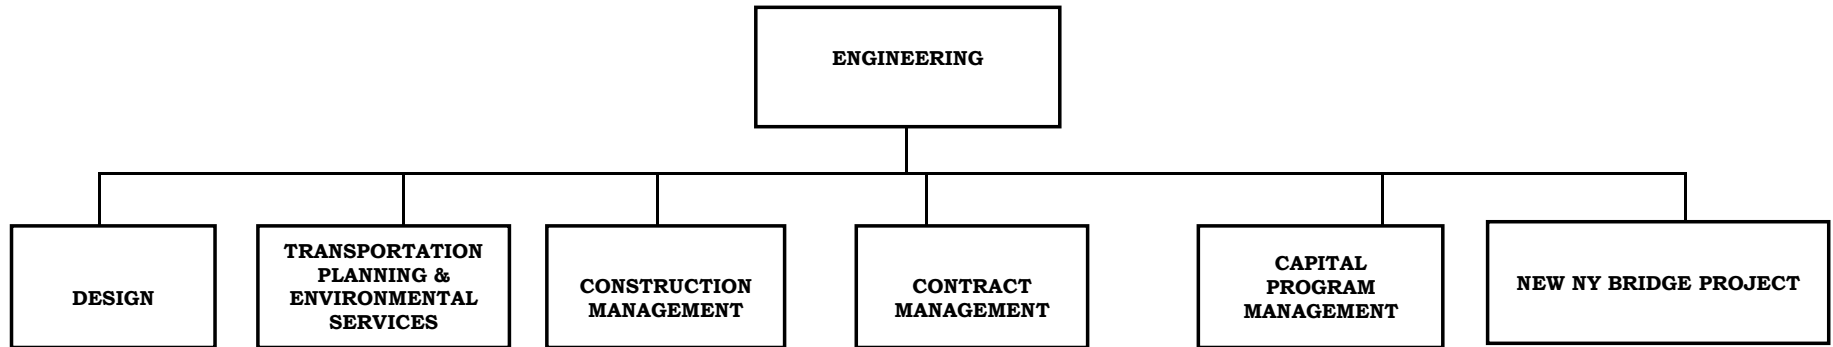 ENGINEERING
DESIGN
TRANSPORTATION
PLANNING &
ENVIRONMENTAL
SERVICES
CONSTRUCTION
MANAGEMENT
CONTRACT
MANAGEMENT
CAPITAL
PROGRAM
MANAGEMENT
NEW NY BRIDGE PROJECT